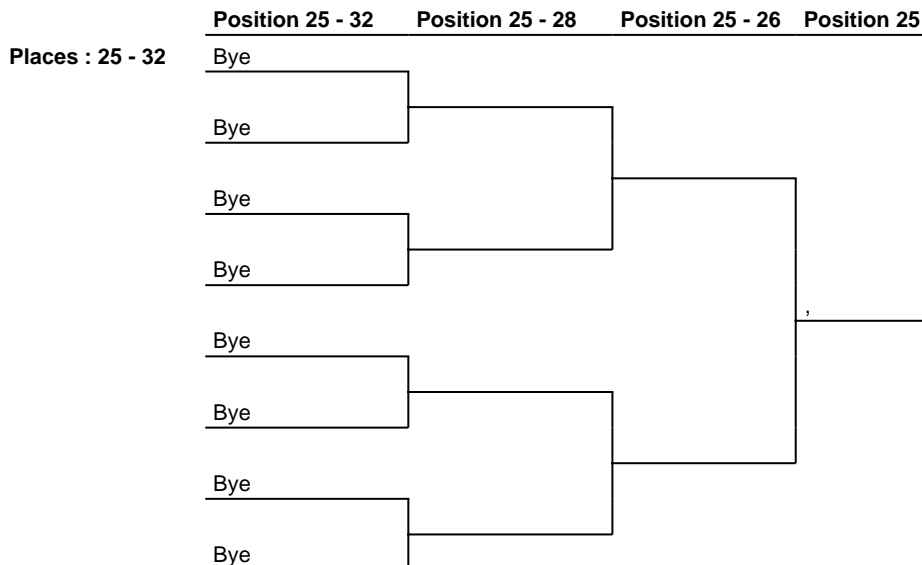 Position 25 - 32 Position 25 - 28 Position 25 - 26 Position 25
Places : 25 - 32 Bye
Bye
Bye
Bye
,
Bye
Bye
Bye
Bye